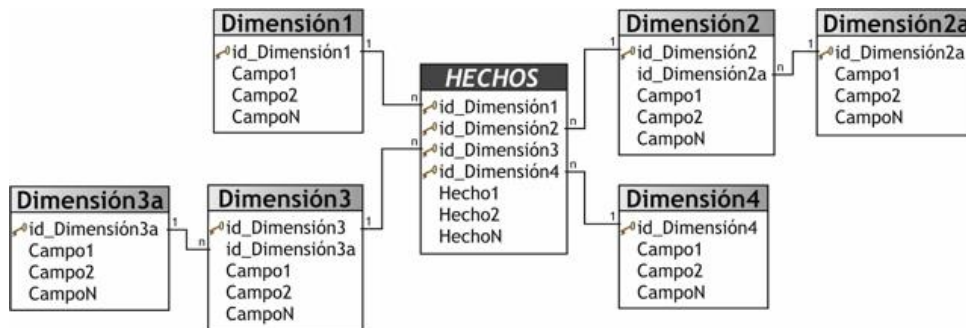 Dimensión1
id_Dimensión1
Campo1
Campo2
CampoN
1
n
HECHOS
id_Dimensión1
id_Dimensión2
id_Dimensión3
id_Dimensión4
Hecho1
Hecho2
HechoN
n
n
n
Dimensión2
id_Dimensión2
id_Dimensión2a
Campo1
Campo2
CampoN
1
n
Dimensión2a
id_Dimensión2a
Campo1
Campo2
CampoN
1
Dimensión3a
id_Dimensión3a
Campo1
Campo2
CampoN
1
n
Dimensión3
id_Dimensión3
id_Dimensión3a
Campo1
Campo2
CampoN
1
Dimensión4
id_Dimensión4
Campo1
Campo2
CampoN
1